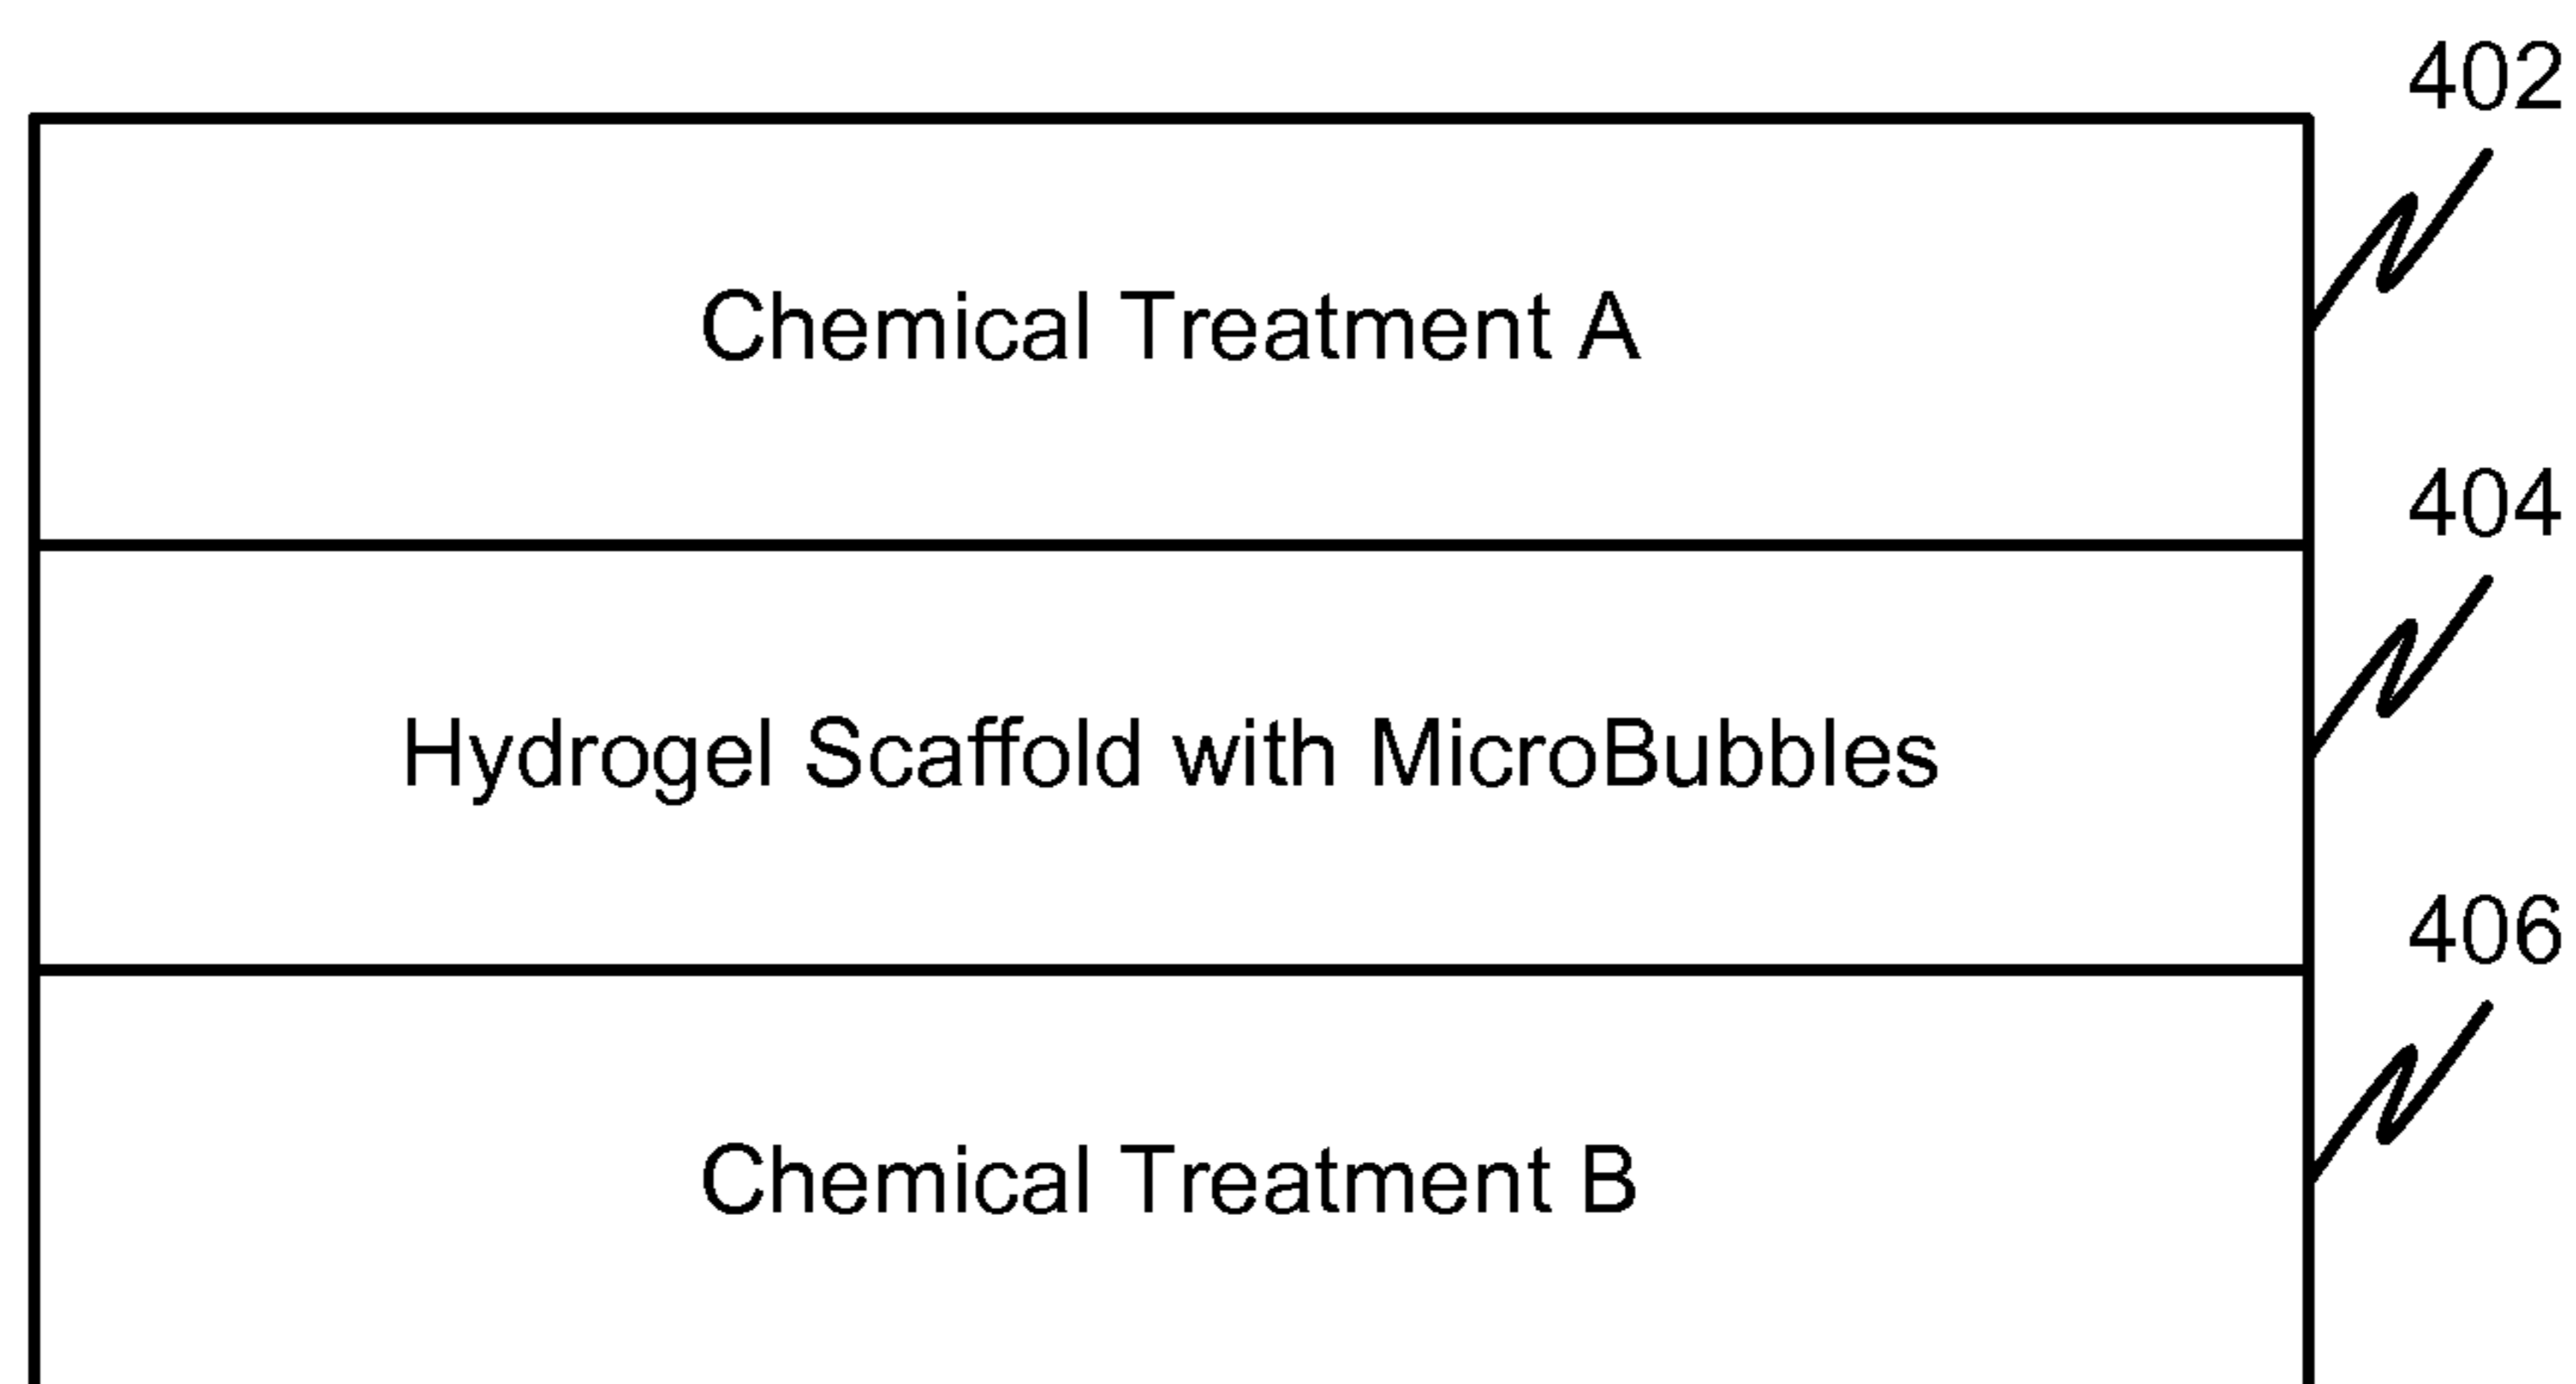 402
Chemical Treatment A
404
Hydrogel Scaffold with MicroBubbles
406
Chemical Treatment B